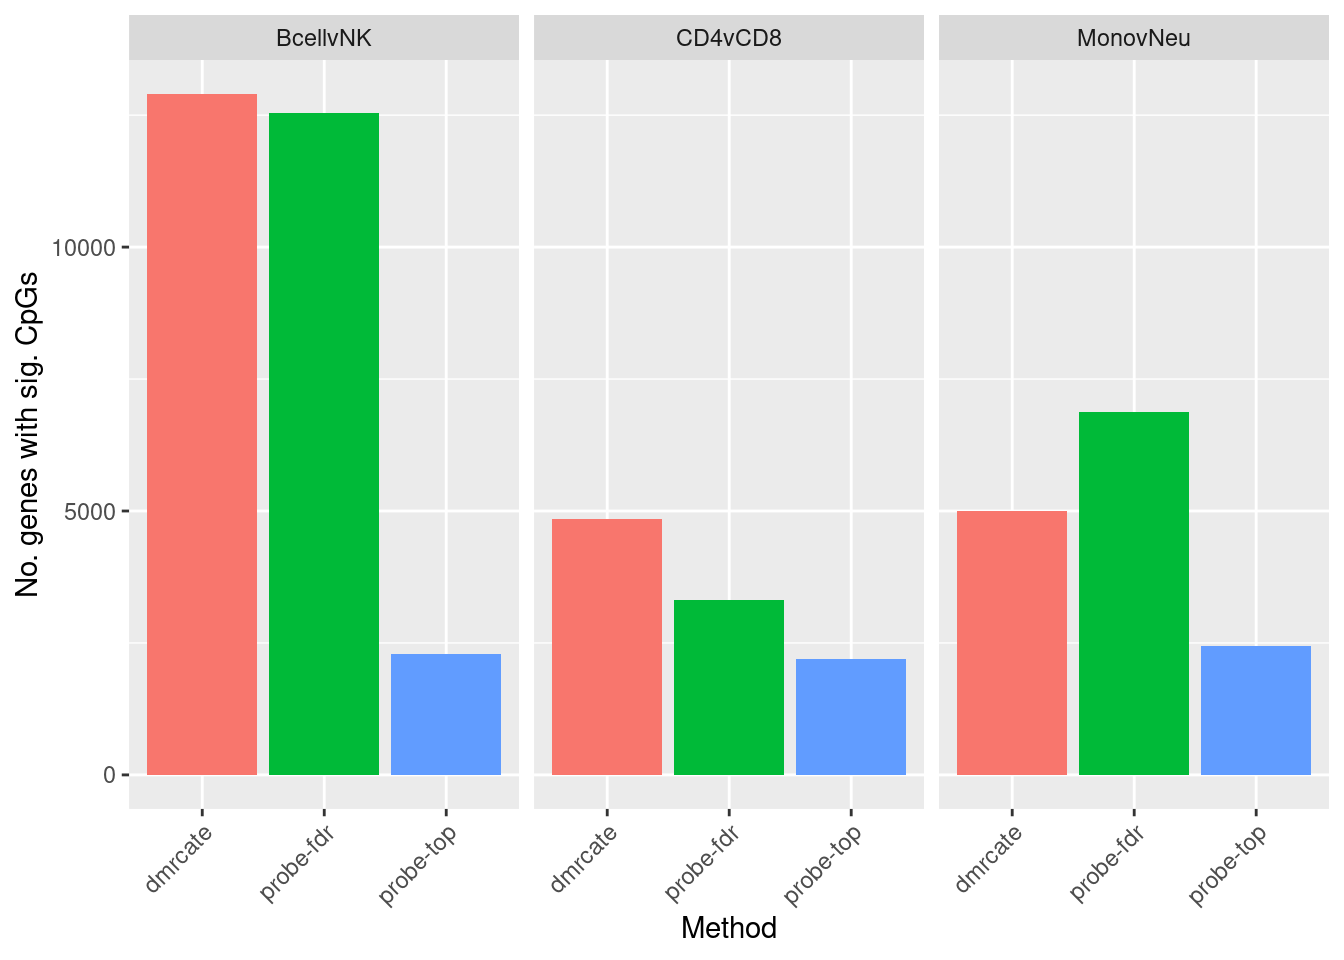 BcellvNK CD4vCD8 MonovNeu
No. genes with sig. CpGs
10000
5000
0
dmrcate probe-fdr probe-top dmrcate probe-fdr probe-top dmrcate probe-fdr probe-top
Method